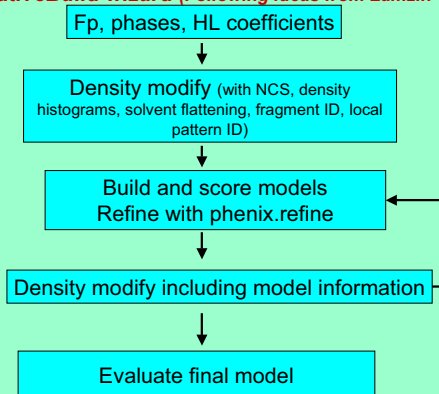 Fp, phases, HL coefficients
Density modify (with NCS, density
histograms, solvent flattening, fragment ID, local
pattern ID)
Build and score models
Refine with phenix.refine
Density modify including model information
Evaluate final model